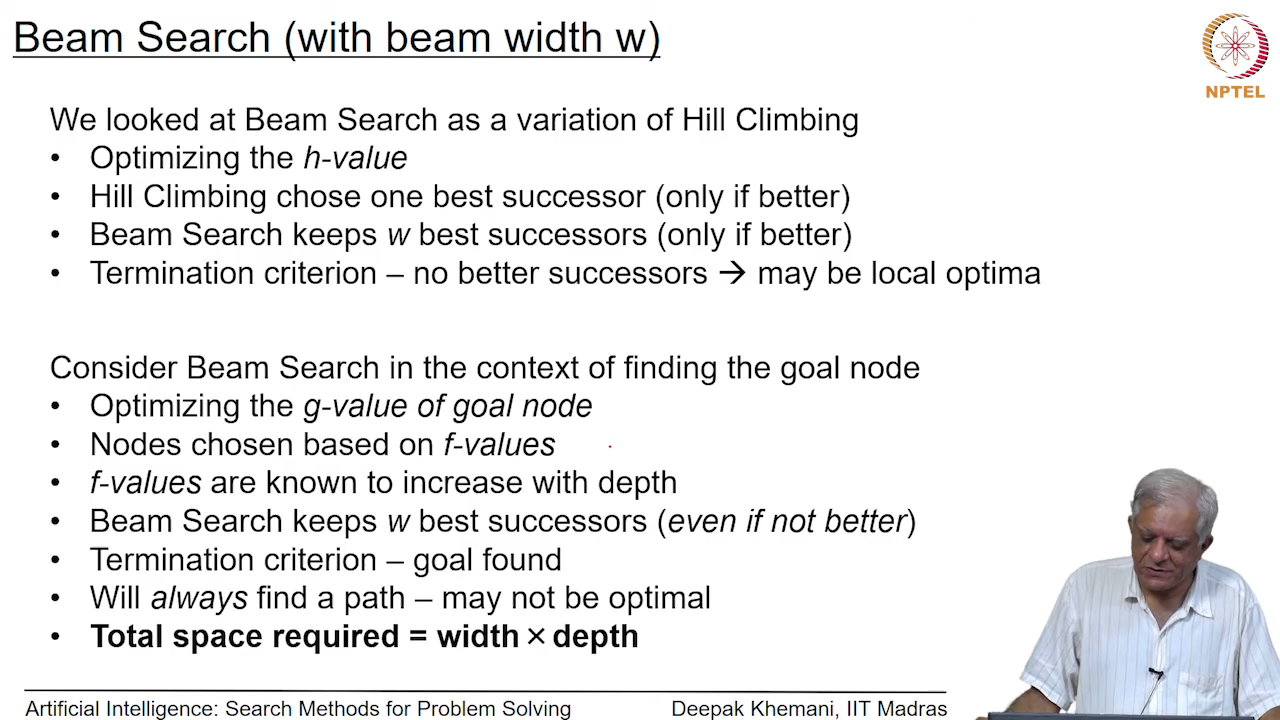 Beam Search (with beam width w)
NPTEL
We looked at Beam Search as a variation of Hill Climbing
• Optimizing the h-value
• Hill Climbing chose one best successor (only if better)
• Beam Search keeps w best successors (only if better)
• Termination criterion – no better successors → may be local optima
Consider Beam Search in the context of finding the goal node
• Optimizing the g-value of goal node
• Nodes chosen based on f-values
• f-values are known to increase with depth
• Beam Search keeps w best successors (even if not better)
• Termination criterion – goal found
• Will always find a path – may not be optimal
• Total space required = width × depth
Artificial Intelligence: Search Methods for Problem Solving Deepak Khemani, IIT Madras